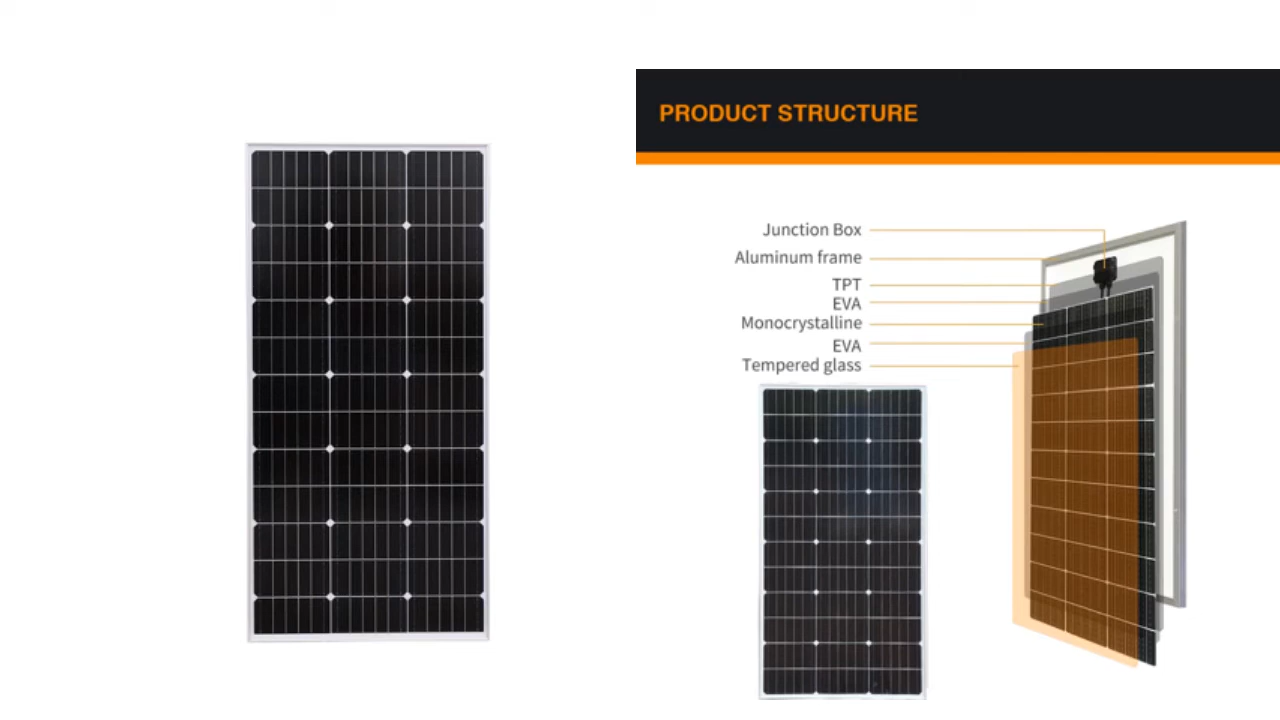 PRODUCT STRUCTURE
Junction Box
Aluminum frame
TPT
EVA
Monocrystalline
EVA
Tempered glass